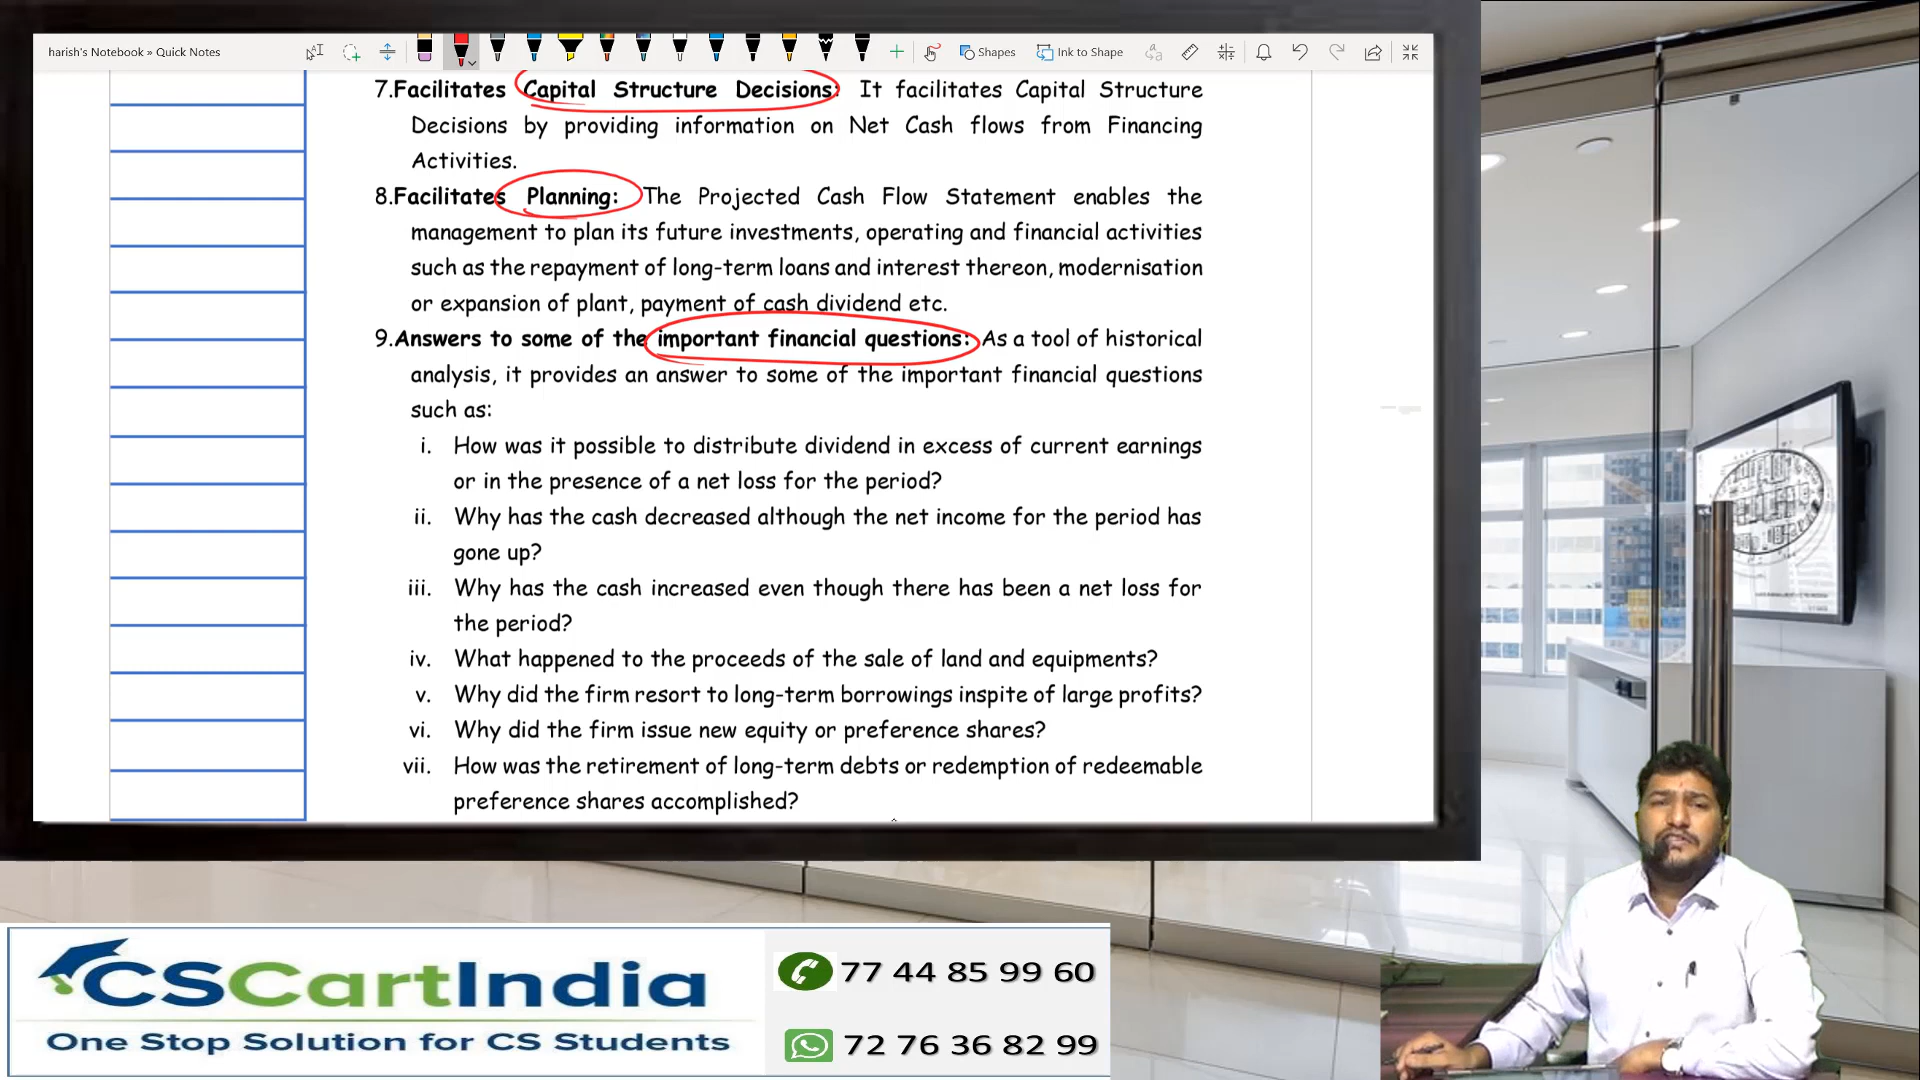 harish's Notebook » Quick Notes
Shapes
Ink to Shape
7.Facilitates Capital Structure Decisions: It facilitates Capital Structure
Decisions by providing information on Net Cash flows from Financing
Activities.
8.Facilitates Planning: The Projected Cash Flow Statement enables the
management to plan its future investments, operating and financial activities
such as the repayment of long-term loans and interest thereon, modernisation
or expansion of plant, payment of cash dividend etc.
9.Answers to some of the important financial questions: As a tool of historical
analysis, it provides an answer to some of the important financial questions
such as:
i. How was it possible to distribute dividend in excess of current earnings
or in the presence of a net loss for the period?
ii. Why has the cash decreased although the net income for the period has
gone up?
iii. Why has the cash increased even though there has been a net loss for
the period?
iv. What happened to the proceeds of the sale of land and equipments?
v. Why did the firm resort to long-term borrowings inspite of large profits?
vi. Why did the firm issue new equity or preference shares?
vii. How was the retirement of long-term debts or redemption of redeemable
preference shares accomplished?
CSCartIndia
One Stop Solution for CS Students
77 44 85 99 60
72 76 36 82 99